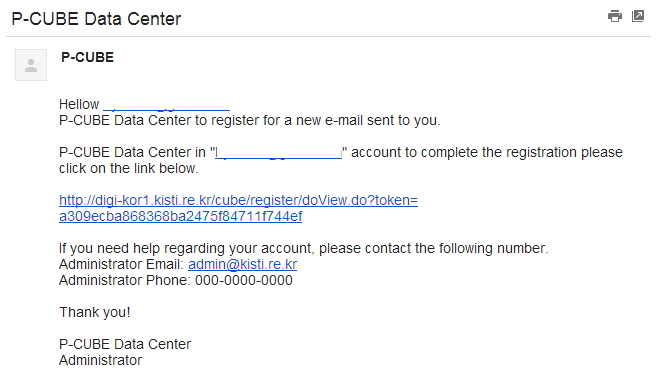 P-CUBE Data Center
P-CUBE
Hellow
P-CUBE Data Center to register for a new e-mail sent to you.
P-CUBE Data Center in "                    " account to complete the registration please
click on the link below.
http://digi-kor1.kisti.re.kr/cube/register/doView.do?token=
a309ecba868368ba2475f84711f744ef
If you need help regarding your account, please contact the following number.
Administrator Email: admin@kisti.re.kr
Administrator Phone: 000-0000-0000
Thank you!
P-CUBE Data Center
Administrator